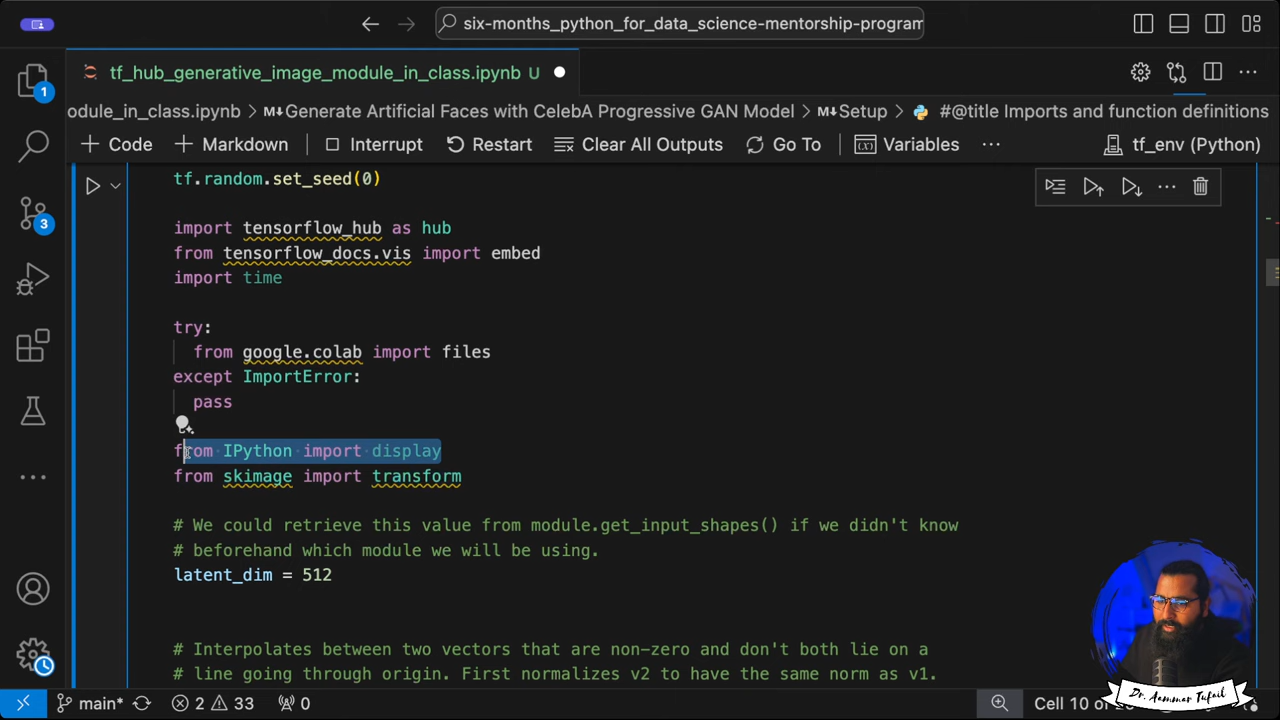 six-months_python_for_data_science-mentorship-program
tf_hub_generative_image_module_in_class.ipynb U
1
odule_in_class.ipynb > Generate Artificial Faces with CelebA Progressive GAN Model > Setup > #@title Imports and function definitions
+ Code + Markdown Interrupt Restart Clear All Outputs Go To Variables ... tf_env (Python)
tf.random.set_seed(0)
3
import tensorflow_hub as hub
from tensorflow_docs.vis import embed
import time
try:
from google.colab import files
except ImportError:
pass
from IPython import display
from skimage import transform
# We could retrieve this value from module.get_input_shapes() if we didn't know
# beforehand which module we will be using.
latent_dim = 512
# Interpolates between two vectors that are non-zero and don't both lie on a
# line going through origin. First normalizes v2 to have the same norm as v1.
Dr. Aammar Tufail
main* 2 33 0 Cell 10 of